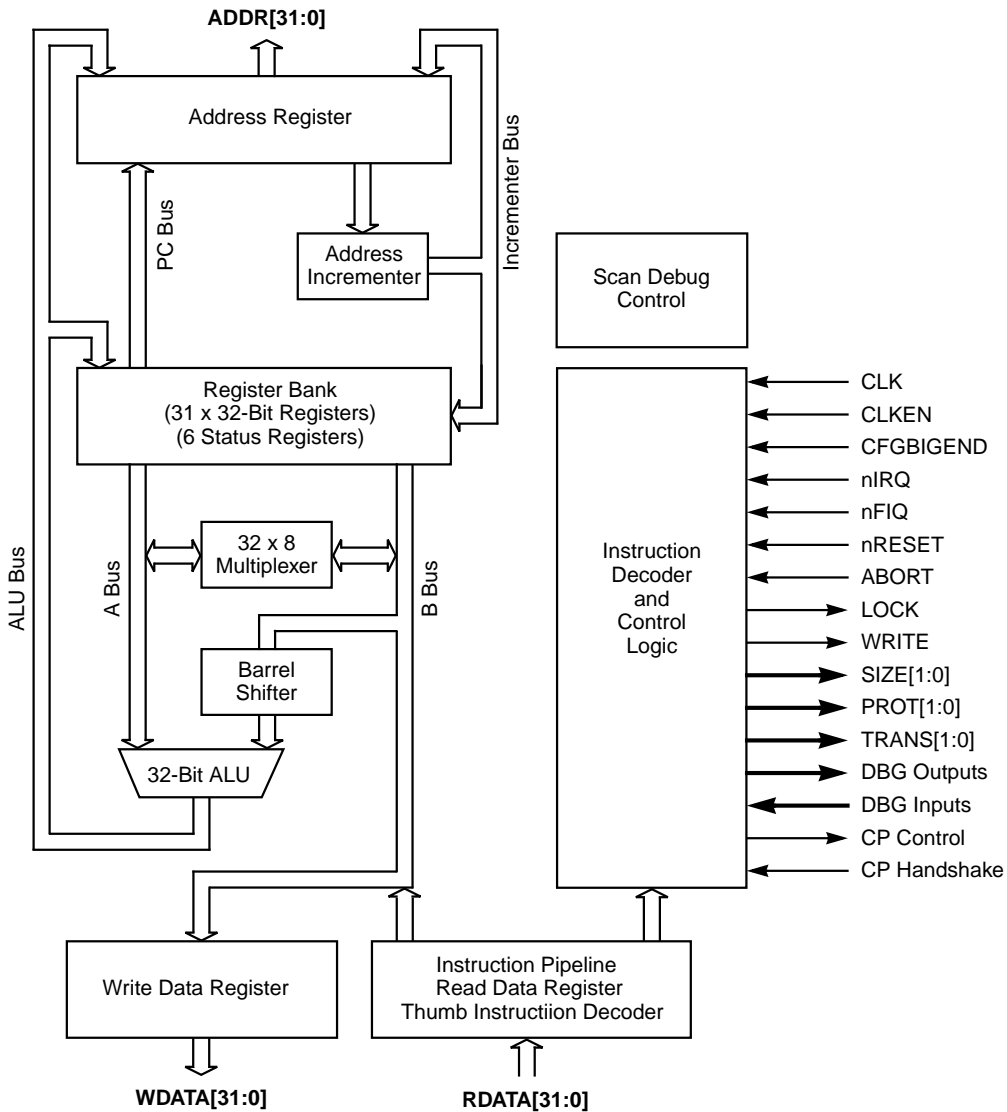 ADDR[31:0]
Address Register
PC Bus
Incrementer Bus
Address
Incrementer
Scan Debug
Control
Register Bank
(31 x 32-Bit Registers)
(6 Status Registers)
ALU Bus
A Bus
32 x 8
Multiplexer
B Bus
Barrel
Shifter
32-Bit ALU
Instruction
Decoder
and
Control
Logic
CLK
CLKEN
CFGBIGEND
nIRQ
nFIQ
nRESET
ABORT
LOCK
WRITE
SIZE[1:0]
PROT[1:0]
TRANS[1:0]
DBG Outputs
DBG Inputs
CP Control
CP Handshake
Write Data Register
Instruction Pipeline
Read Data Register
Thumb Instructiion Decoder
WDATA[31:0]
RDATA[31:0]